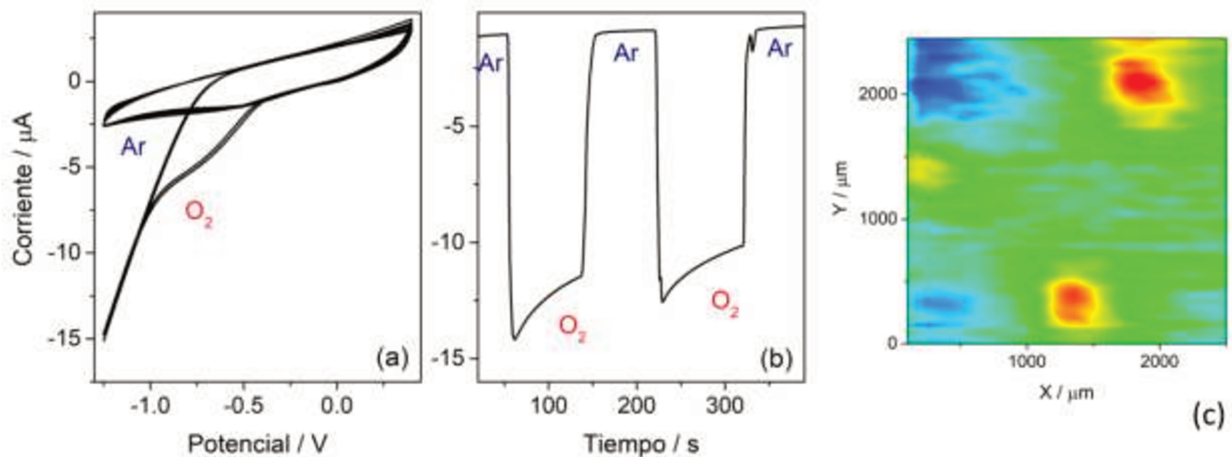 0
-5
-10
-15
Corriente / µA
Ar
O2
(a)
-1.0
-0.5
0.0
Potencial / V
Ar
Ar
Ar
-5
-10
-15
O2
O2
(b)
100
200
300
Tiempo / s
2000
1000
0
Y / µm
1000
2000
X / µm
(c)